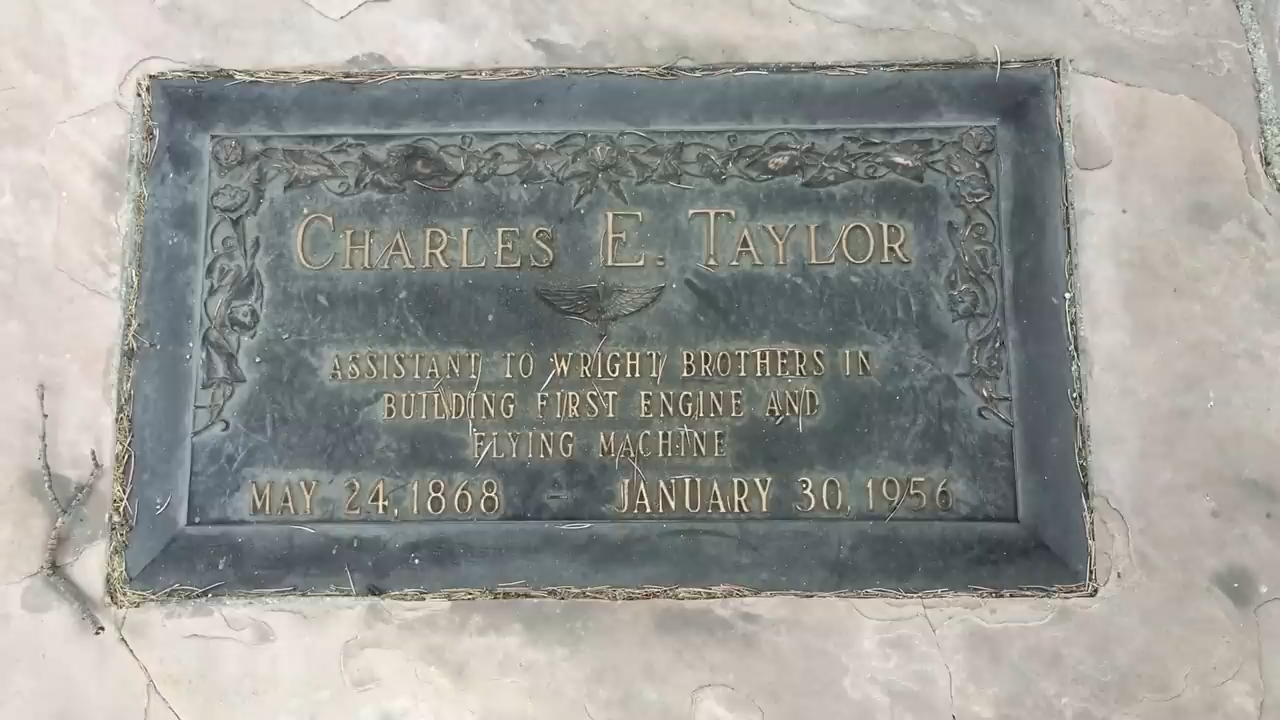 CHARLES E. TAYLOR
ASSISTANT TO WRIGHT BROTHERS IN
BUILDING FIRST ENGINE AND
FLYING MACHINE
MAY 24, 1868 - JANUARY 30, 1956